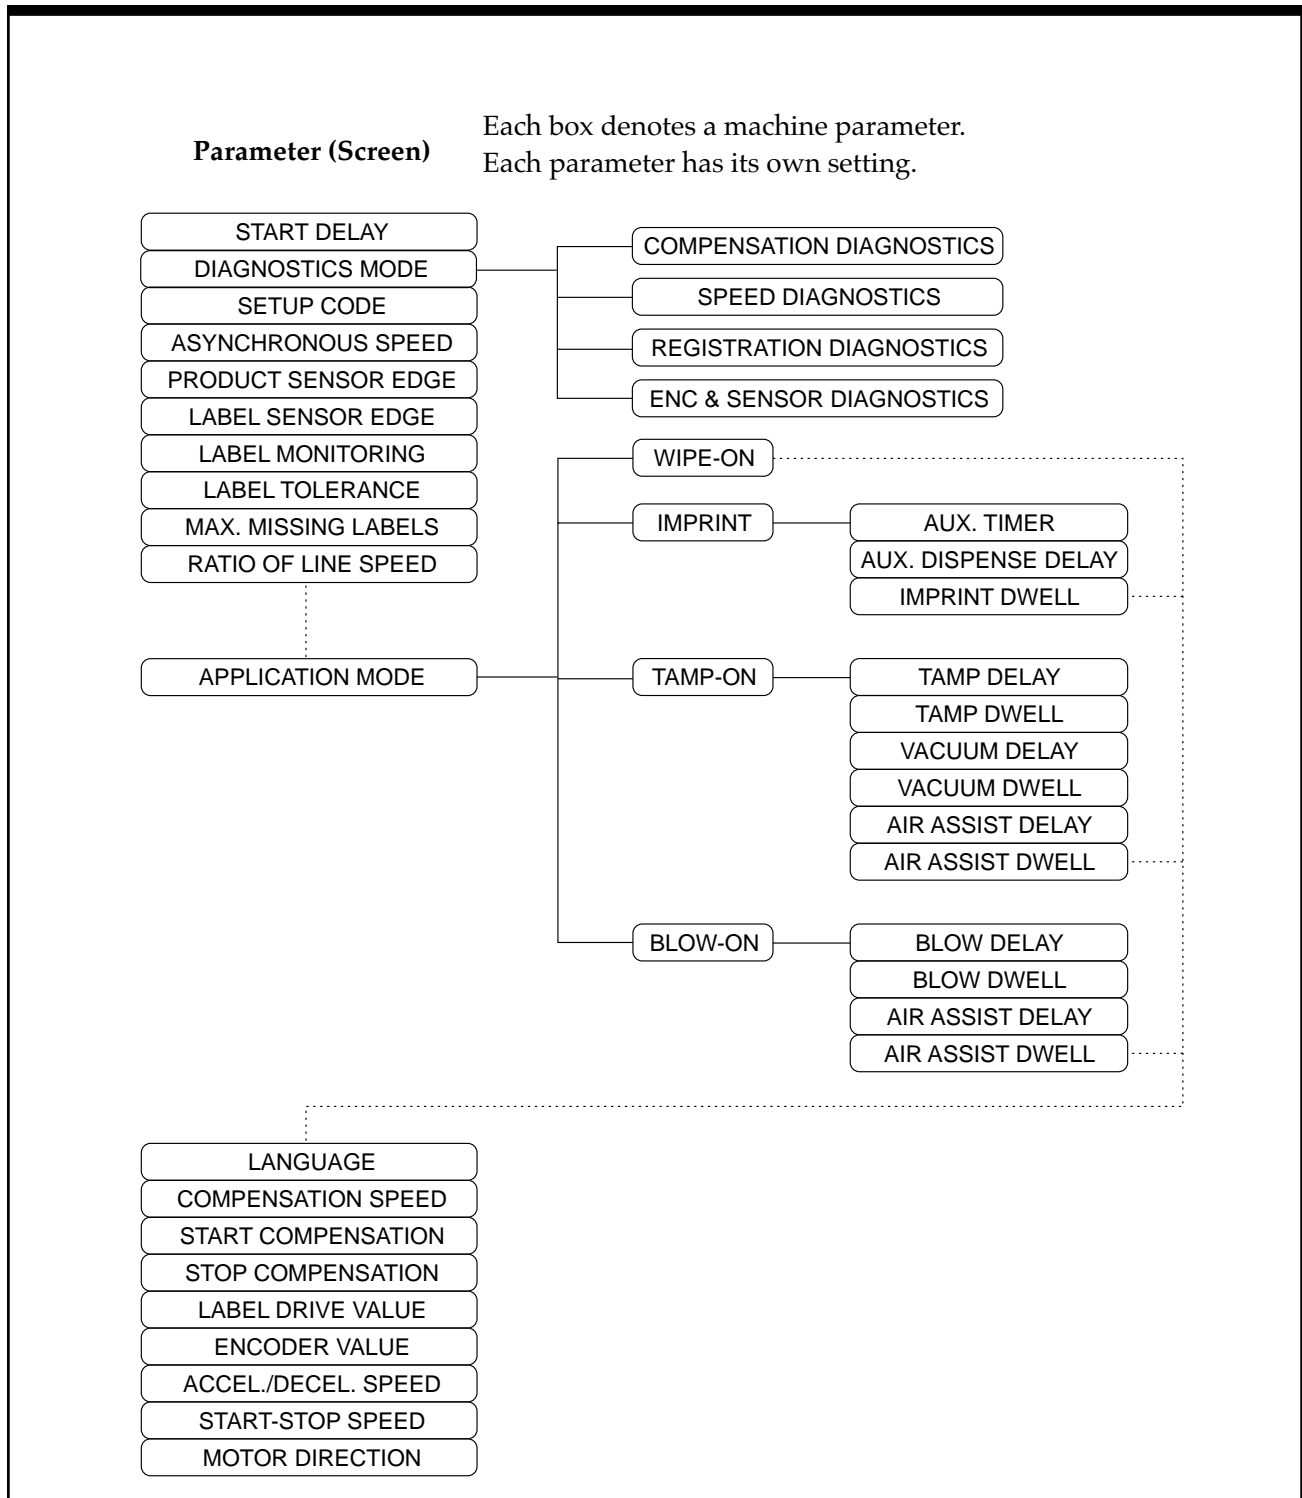 Parameter (Screen)
Each box denotes a machine parameter.
Each parameter has its own setting.
START DELAY
DIAGNOSTICS MODE
SETUP CODE
ASYNCHRONOUS SPEED
PRODUCT SENSOR EDGE
LABEL SENSOR EDGE
LABEL MONITORING
LABEL TOLERANCE
MAX. MISSING LABELS
RATIO OF LINE SPEED
COMPENSATION DIAGNOSTICS
SPEED DIAGNOSTICS
REGISTRATION DIAGNOSTICS
ENC & SENSOR DIAGNOSTICS
APPLICATION MODE
WIPE-ON
IMPRINT
AUX. TIMER
AUX. DISPENSE DELAY
IMPRINT DWELL
TAMP-ON
TAMP DELAY
TAMP DWELL
VACUUM DELAY
VACUUM DWELL
AIR ASSIST DELAY
AIR ASSIST DWELL
BLOW-ON
BLOW DELAY
BLOW DWELL
AIR ASSIST DELAY
AIR ASSIST DWELL
LANGUAGE
COMPENSATION SPEED
START COMPENSATION
STOP COMPENSATION
LABEL DRIVE VALUE
ENCODER VALUE
ACCEL./DECEL. SPEED
START-STOP SPEED
MOTOR DIRECTION